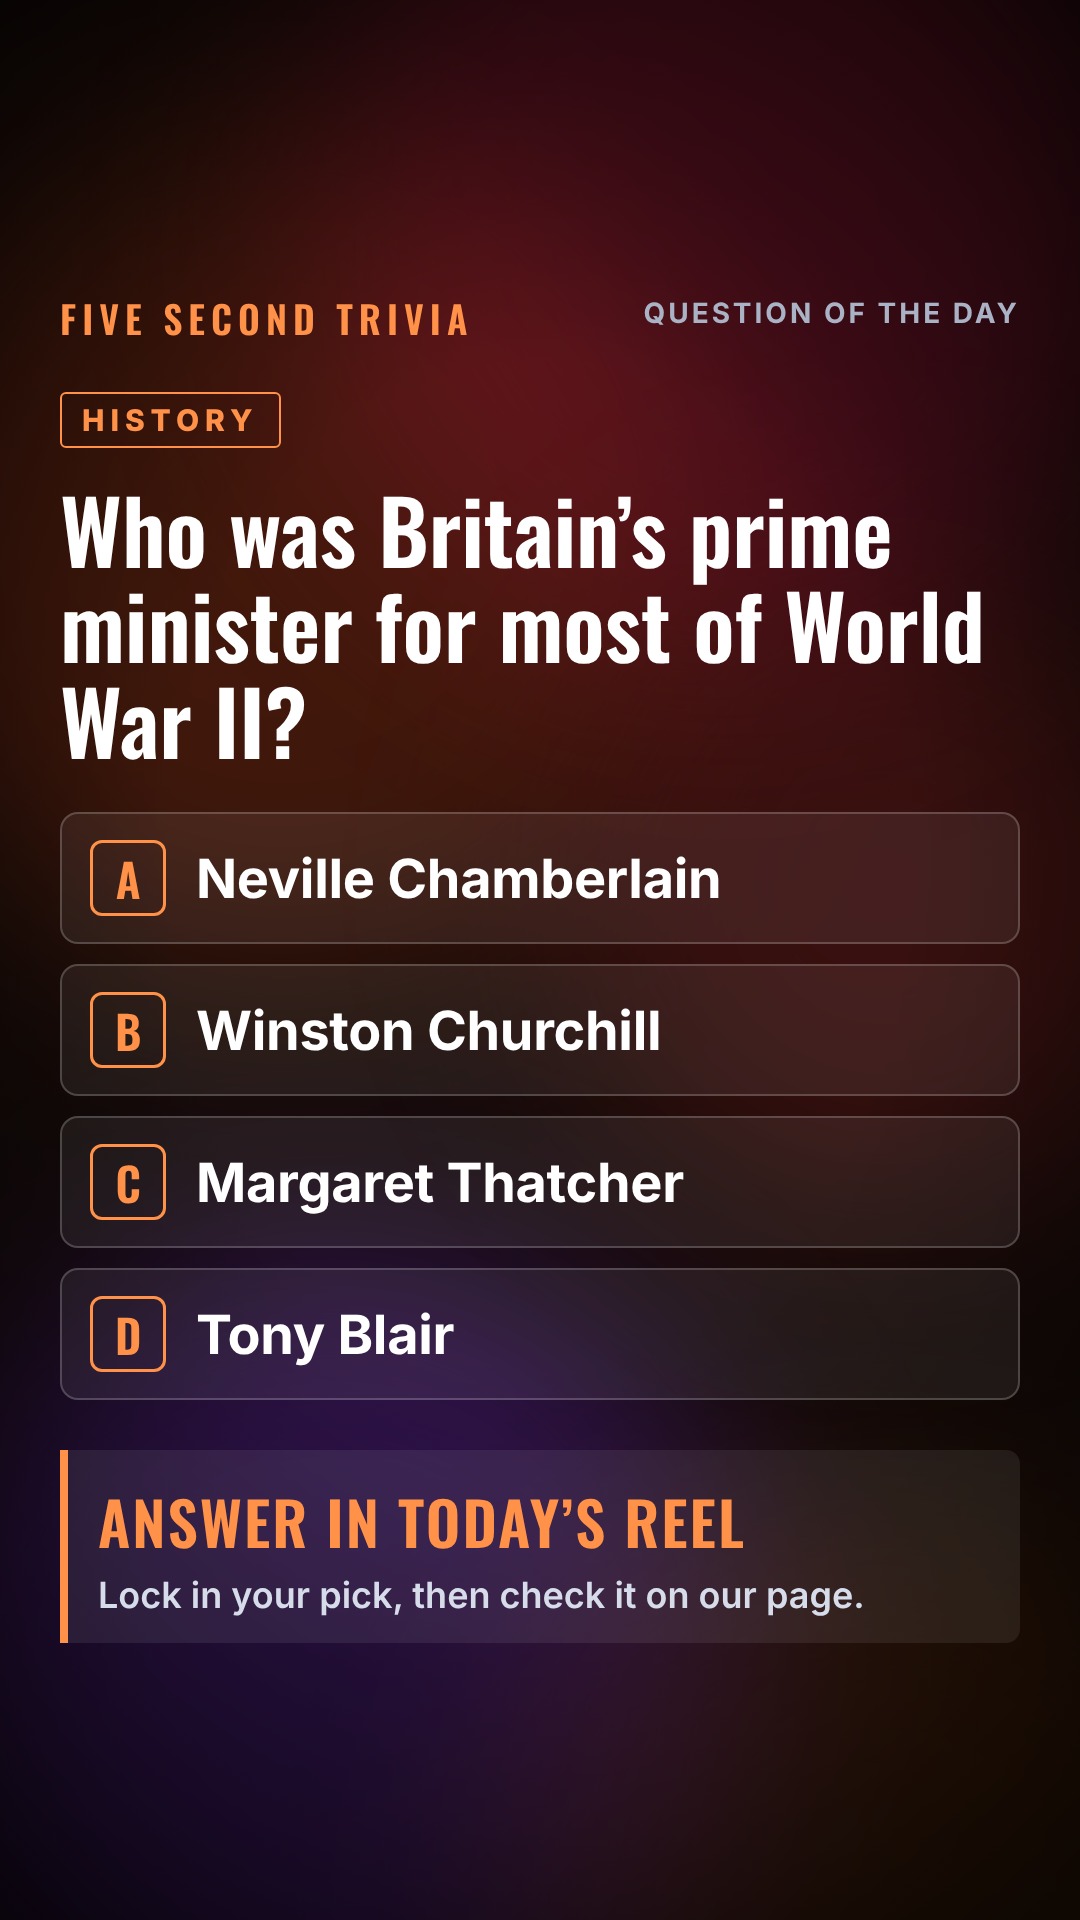 FIVE SECOND TRIVIA
QUESTION OF THE DAY
HISTORY
Who was Britain’s prime
minister for most of World
War II?
A Neville Chamberlain
B Winston Churchill
C Margaret Thatcher
D Tony Blair
ANSWER IN TODAY’S REEL
Lock in your pick, then check it on our page.